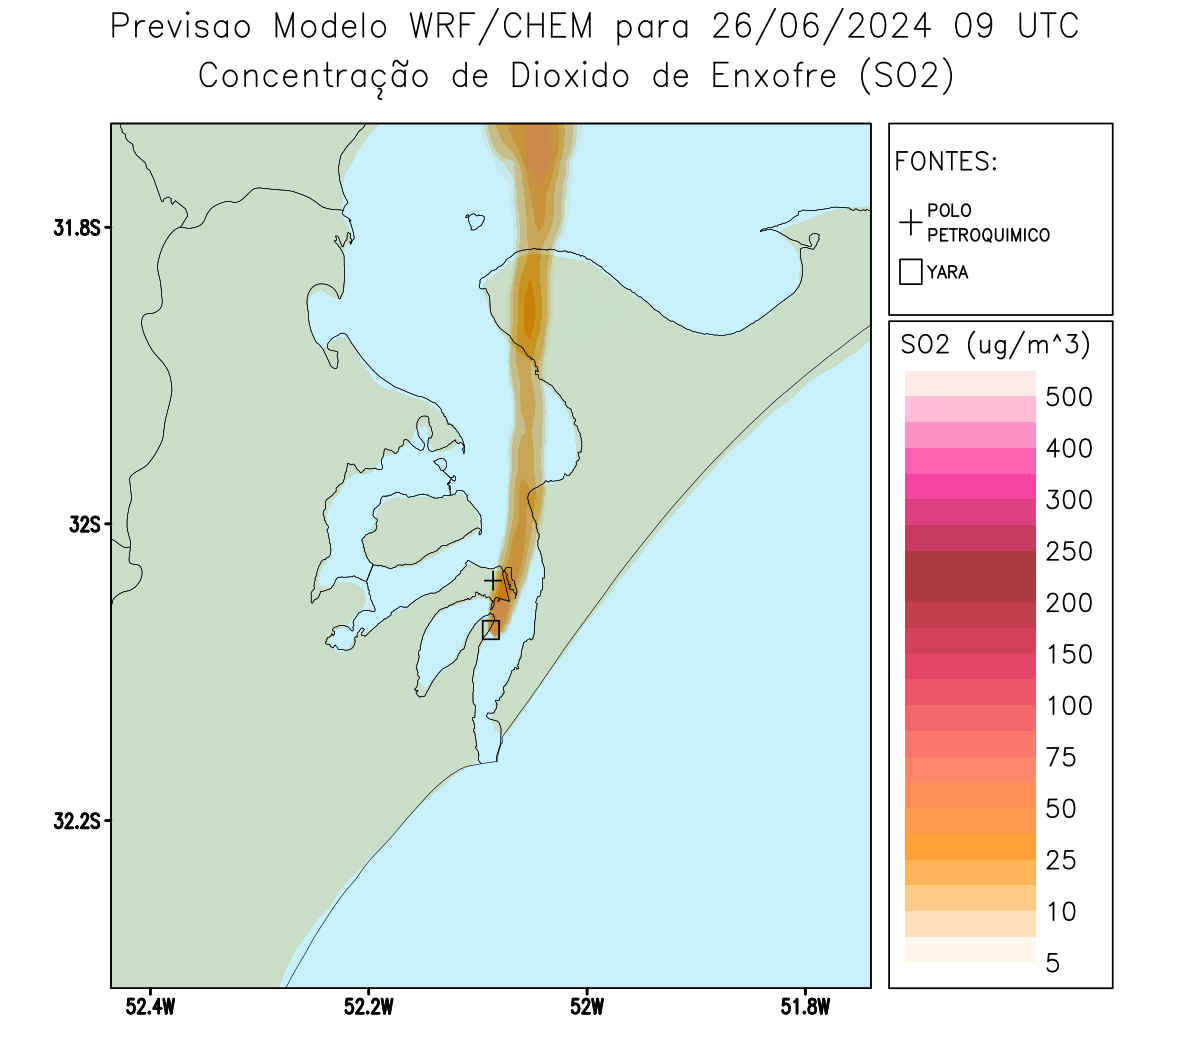 Previsao Modelo WRF/CHEM para 26/06/2024 09 UTC
Concentração de Dioxido de Enxofre (SO2)
FONTES:
POLO
PETROQUIMICO
YARA
SO2 (ug/m^3)
500
400
300
250
200
150
100
75
50
25
10
5
31.8S
32S
32.2S
52.4W
52.2W
52W
51.8W